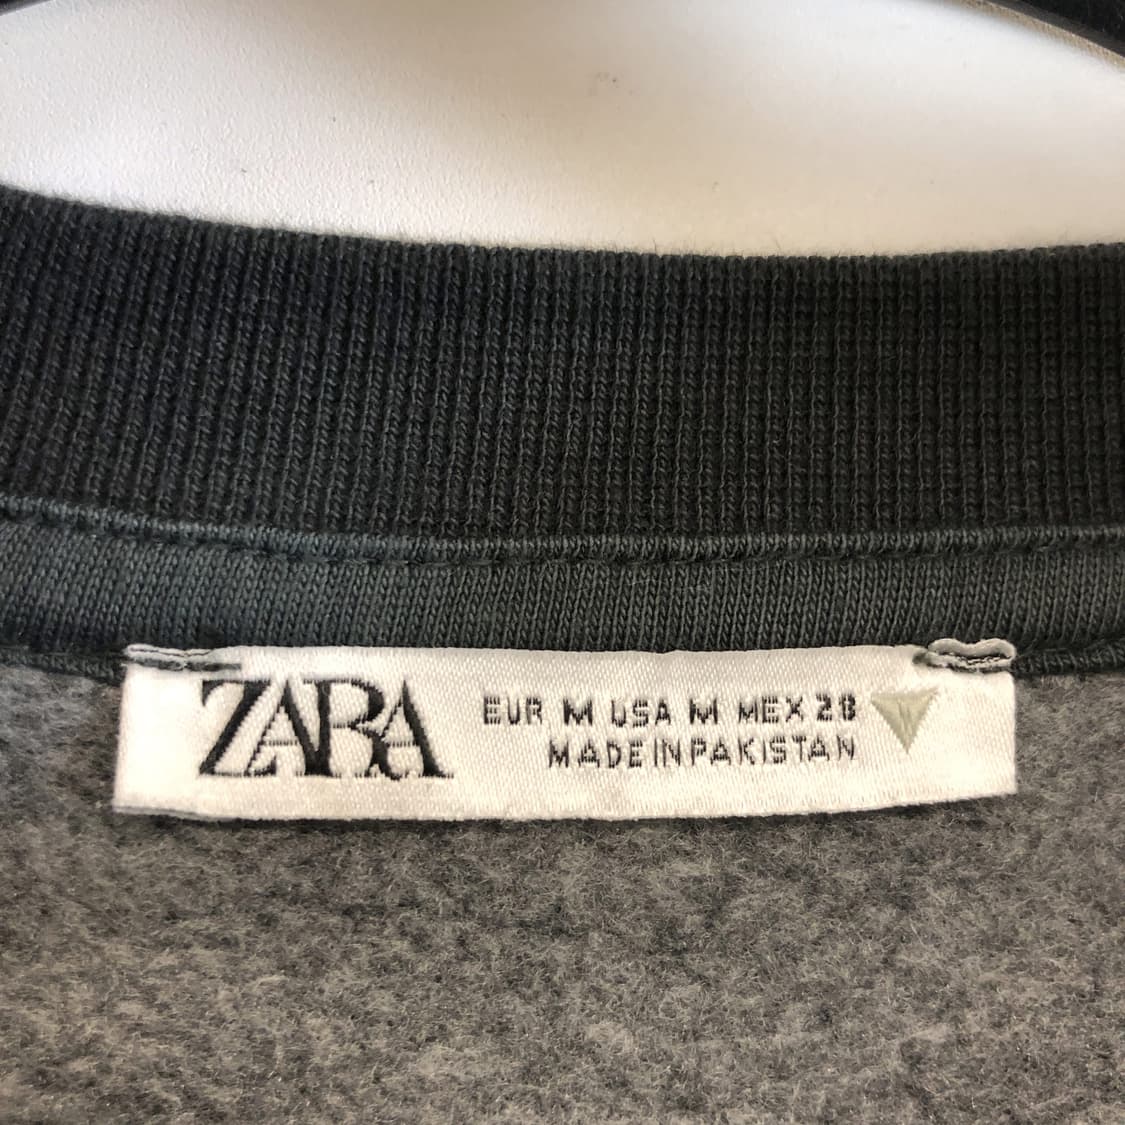 ZARA
EUR M USA M MEX 28
MADE IN PAKISTAN